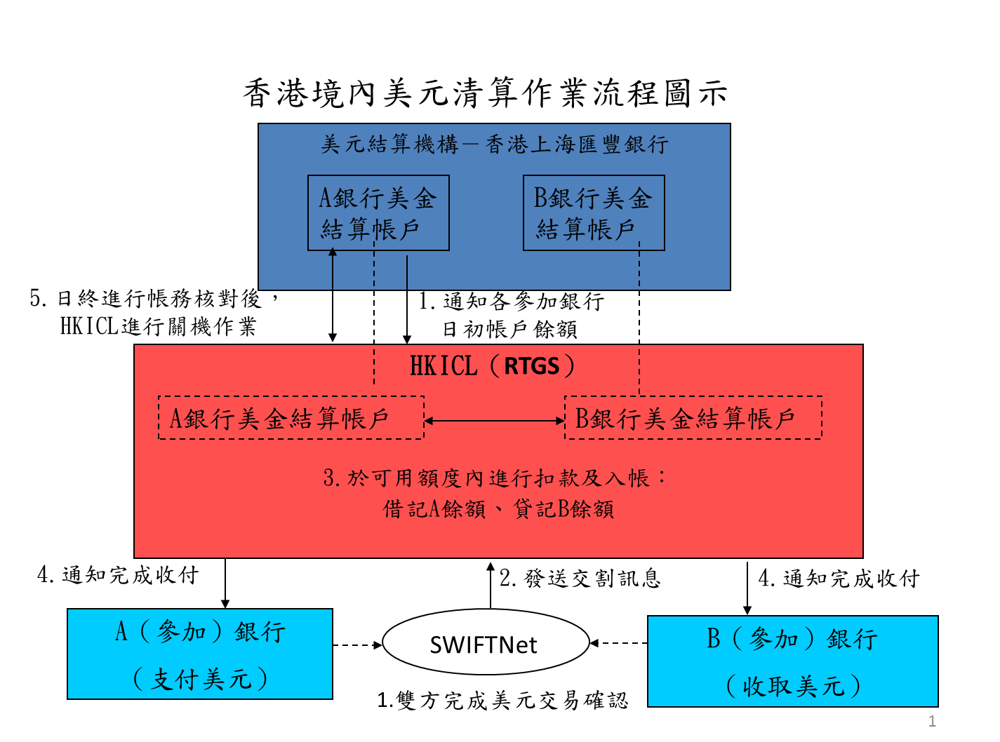 香港境內美元清算作業流程圖示
美元結算機構－香港上海匯豐銀行
A銀行美金
結算帳戶
B銀行美金
結算帳戶
5. 日終進行帳務核對後，
HKICL進行關機作業
1. 通知各參加銀行
日初帳戶餘額
HKICL（RTGS）
A銀行美金結算帳戶
B銀行美金結算帳戶
3. 於可用額度內進行扣款及入帳：
借記A餘額、貸記B餘額
4. 通知完成收付
2. 發送交割訊息
4. 通知完成收付
A（參加）銀行
（支付美元）
SWIFTNet
B（參加）銀行
（收取美元）
1.雙方完成美元交易確認
1